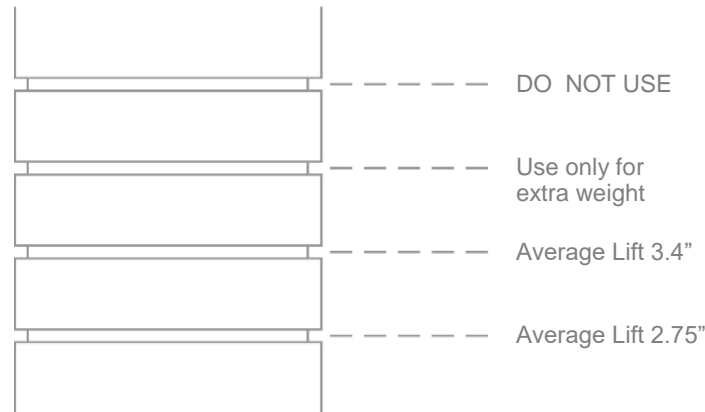 DO NOT USE
Use only for
extra weight
Average Lift 3.4”
Average Lift 2.75”